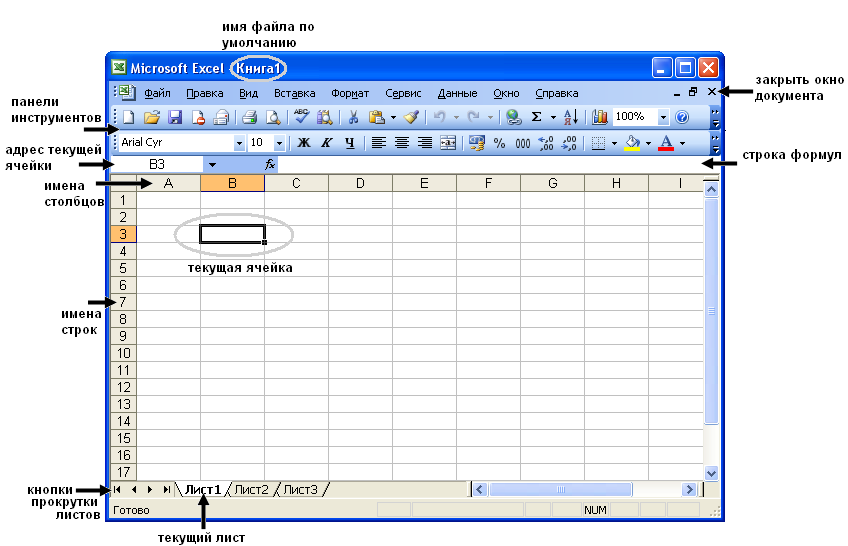 имя файла по
умолчанию
Microsoft Excel - Книга1
закрыть окно
документа
Файл Правка Вид Вставка Формат Сервис Данные Окно Справка
панели
инструментов
100%
Arial Cyr 10 Ж К Ч % 000
адрес текущей
ячейки
B3 fx
строка формул
имена
столбцов
A B C D E F G H I
1
2
3
4
текущая ячейка
5
6
7
имена
строк
8
9
10
11
12
13
14
15
16
17
кнопки
прокрутки
листов
Лист1 Лист2 Лист3
Готово NUM
текущий лист